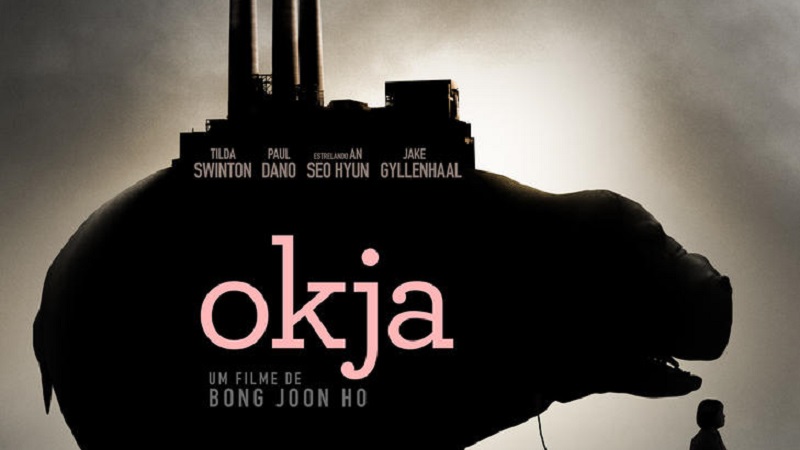 TILDA PAUL ESTRELANDO AN JAKE
SWINTON DANO SEO HYUN GYLLENHAAL
okja
UM FILME DE
BONG JOON HO